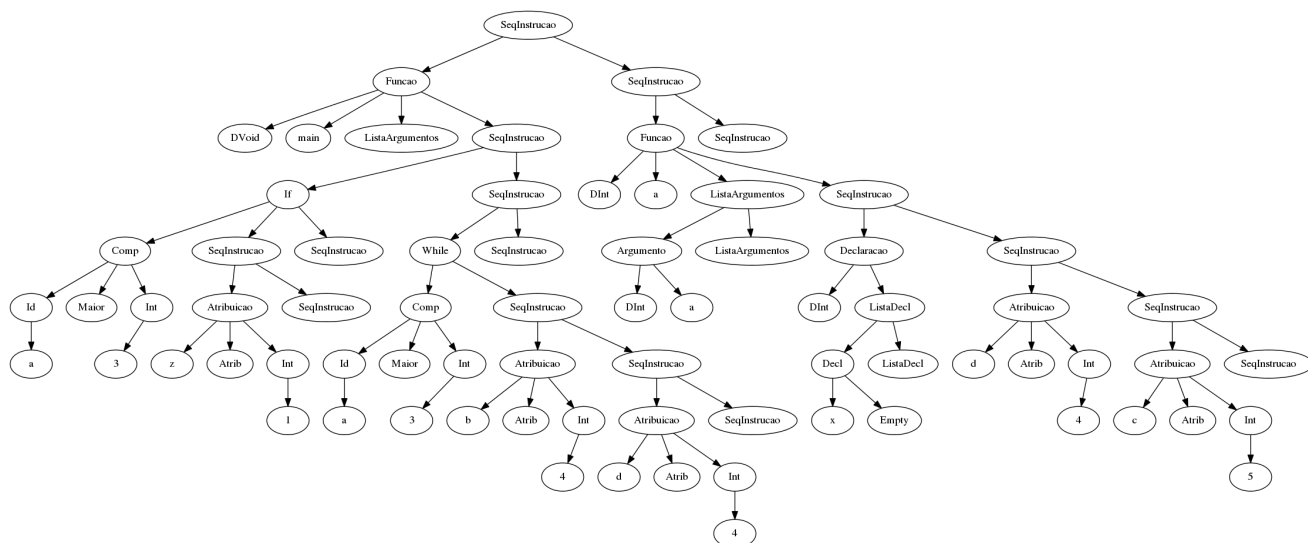 SeqInstrucao
Funcao SeqInstrucao
DVoid main ListaArgumentos SeqInstrucao Funcao SeqInstrucao
If SeqInstrucao DInt a ListaArgumentos SeqInstrucao
Comp SeqInstrucao SeqInstrucao While SeqInstrucao Argumento ListaArgumentos Declaracao SeqInstrucao
Id Maior Int Atribuicao SeqInstrucao Comp SeqInstrucao DInt a DInt ListaDecl Atribuicao SeqInstrucao
a 3 z Atrib Int Id Maior Int Atribuicao SeqInstrucao Decl ListaDecl d Atrib Int Atribuicao SeqInstrucao
1 a 3 b Atrib Int Atribuicao SeqInstrucao x Empty 4 c Atrib Int
4 d Atrib Int 5
4